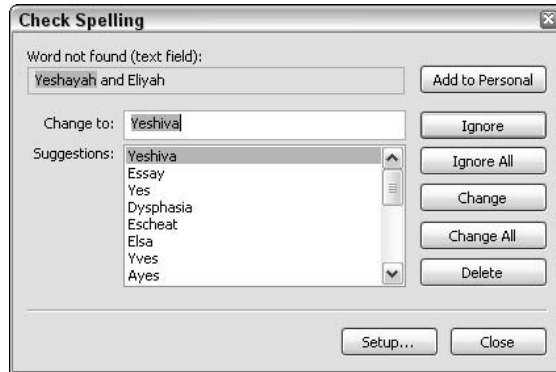 Check Spelling
Word not found (text field):
Yeshayah and Eliyah
Add to Personal
Change to:
Yeshiva
Ignore
Suggestions:
Yeshiva
Essay
Yes
Dysphasia
Escheat
Elsa
Yves
Ayes
Ignore All
Change
Change All
Delete
Setup...
Close